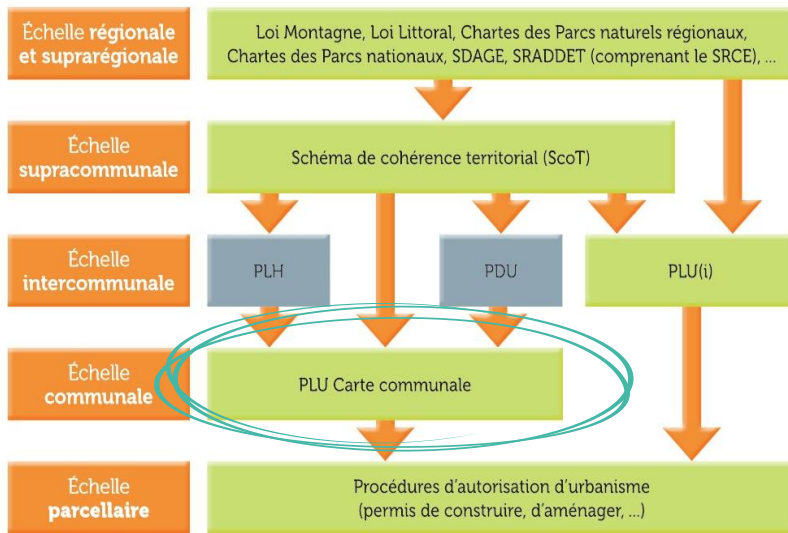 Échelle régionale
et suprarégionale
Loi Montagne, Loi Littoral, Chartes des Parcs naturels régionaux,
Chartes des Parcs nationaux, SDAGE, SRADDET (comprenant le SRCE), ...
Échelle
supracommunale
Schéma de cohérence territorial (ScoT)
Échelle
intercommunale
PLH
PDU
PLU(i)
Échelle
communale
PLU Carte communale
Échelle
parcellaire
Procédures d'autorisation d'urbanisme
(permis de construire, d'aménager, ...)